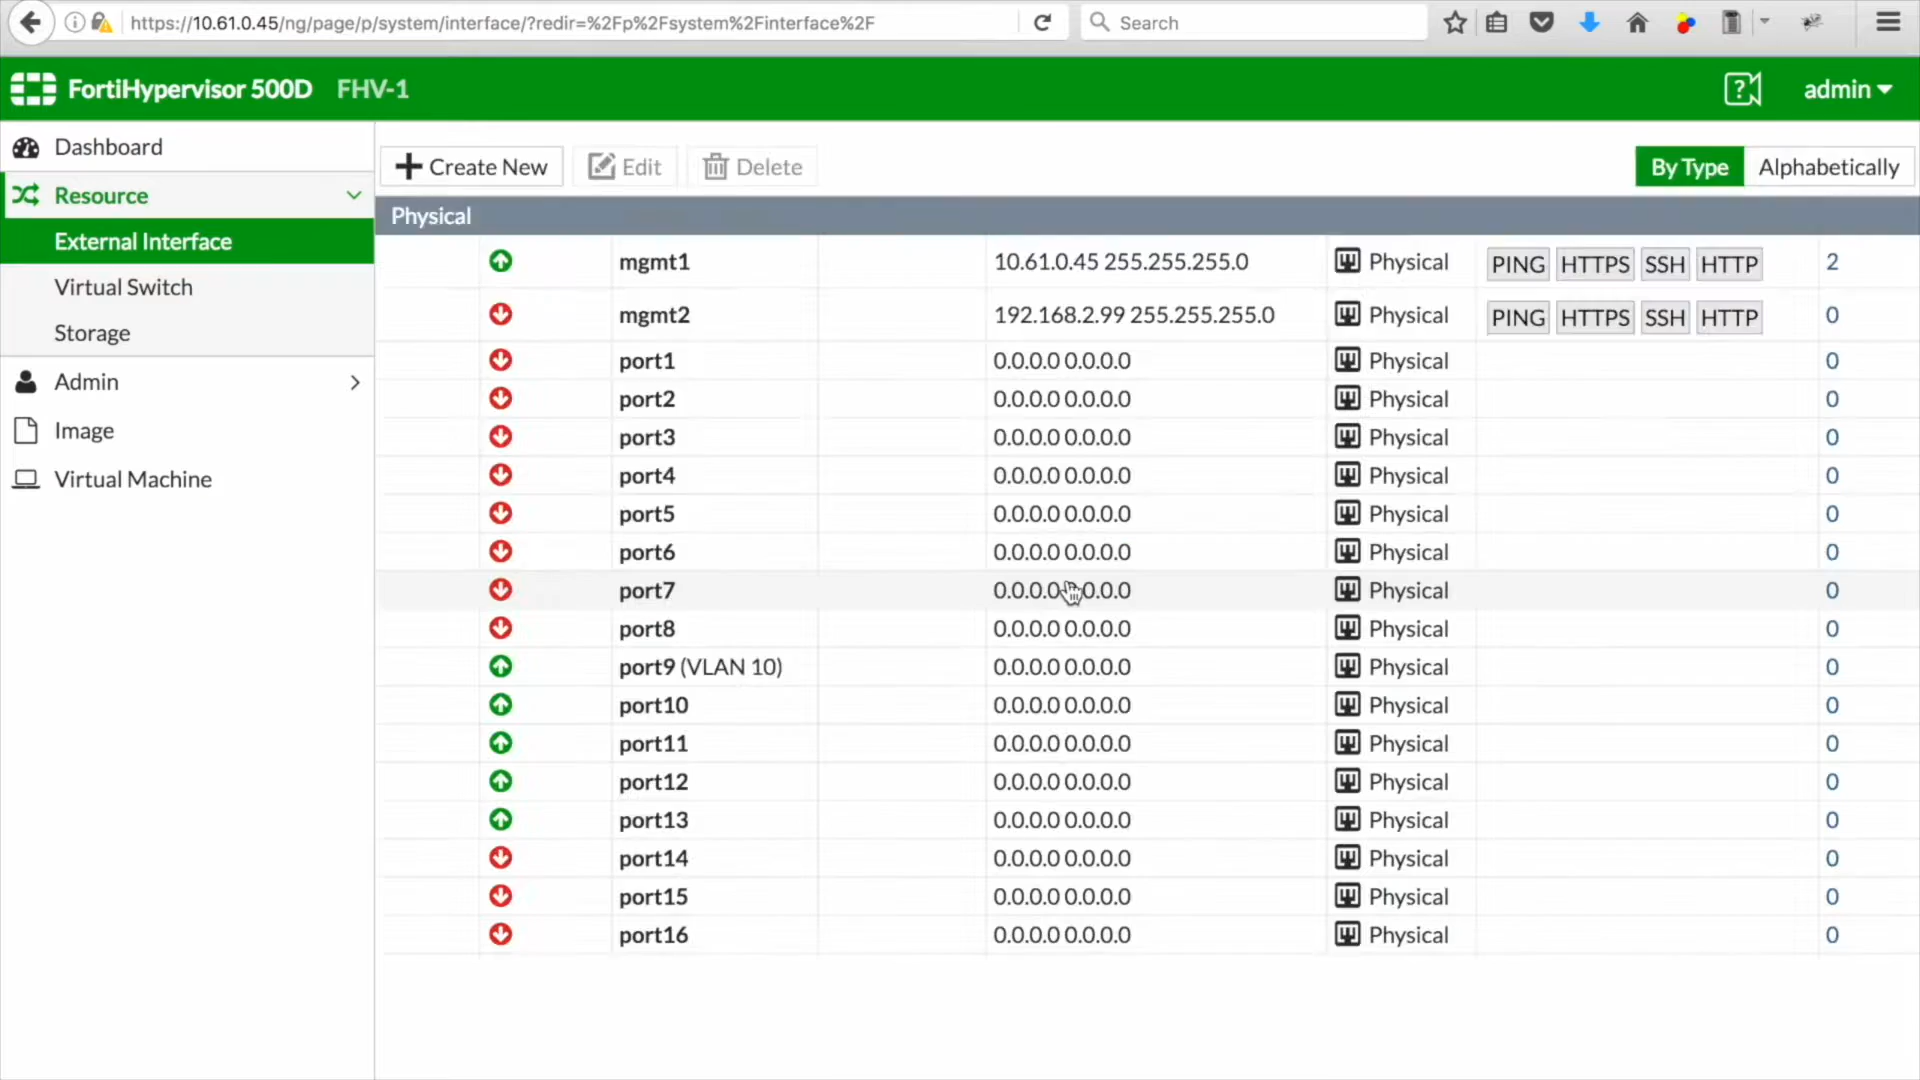 https://10.61.0.45/ng/page/p/system/interface/?redir=%2Fp%2Fsystem%2Finterface%2F Search
FortiHypervisor 500D FHV-1 admin
Dashboard
Resource
External Interface
Virtual Switch
Storage
Admin
Image
Virtual Machine
Create New Edit Delete By Type Alphabetically
Physical
mgmt1 10.61.0.45 255.255.255.0 Physical PING HTTPS SSH HTTP 2
mgmt2 192.168.2.99 255.255.255.0 Physical PING HTTPS SSH HTTP 0
port1 0.0.0.0 0.0.0.0 Physical 0
port2 0.0.0.0 0.0.0.0 Physical 0
port3 0.0.0.0 0.0.0.0 Physical 0
port4 0.0.0.0 0.0.0.0 Physical 0
port5 0.0.0.0 0.0.0.0 Physical 0
port6 0.0.0.0 0.0.0.0 Physical 0
port7 0.0.0.0 0.0.0.0 Physical 0
port8 0.0.0.0 0.0.0.0 Physical 0
port9 (VLAN 10) 0.0.0.0 0.0.0.0 Physical 0
port10 0.0.0.0 0.0.0.0 Physical 0
port11 0.0.0.0 0.0.0.0 Physical 0
port12 0.0.0.0 0.0.0.0 Physical 0
port13 0.0.0.0 0.0.0.0 Physical 0
port14 0.0.0.0 0.0.0.0 Physical 0
port15 0.0.0.0 0.0.0.0 Physical 0
port16 0.0.0.0 0.0.0.0 Physical 0